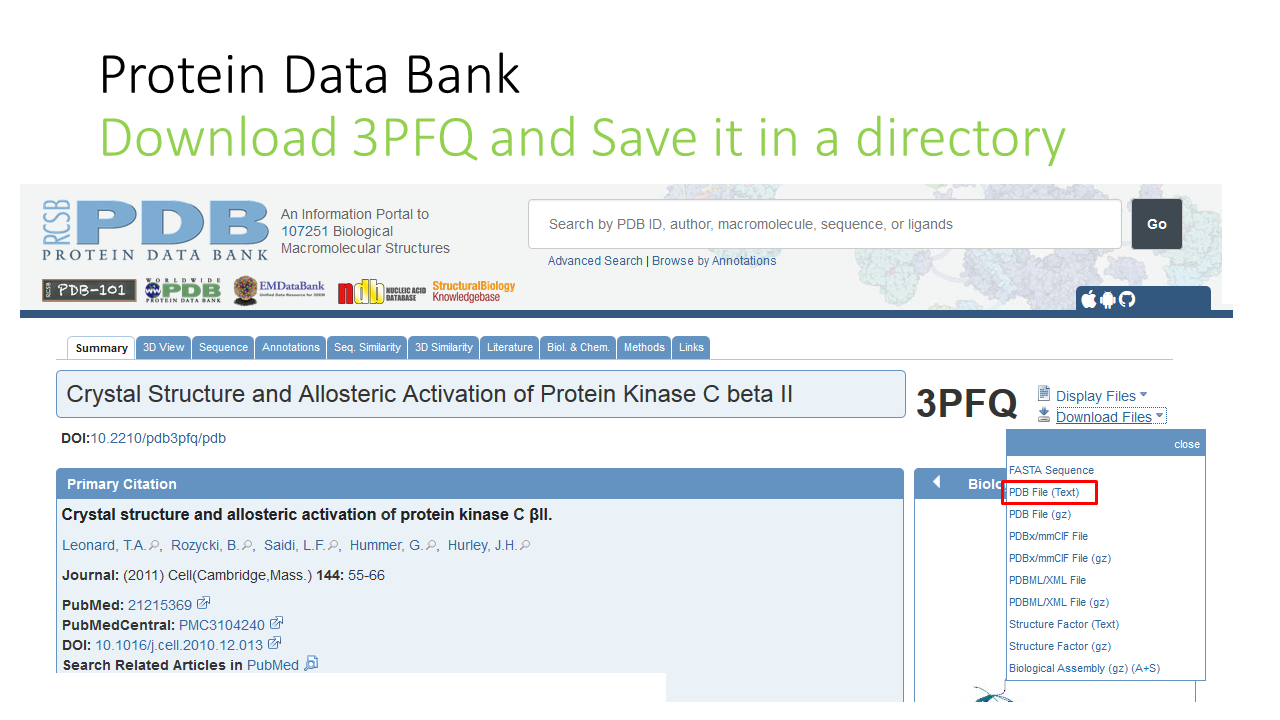 Protein Data Bank
Download 3PFQ and Save it in a directory
RCSB PDB
PROTEIN DATA BANK
An Information Portal to
107251 Biological
Macromolecular Structures
Search by PDB ID, author, macromolecule, sequence, or ligands
Go
Advanced Search | Browse by Annotations
RCSB PDB-101
WORLDWIDE
PDB
PROTEIN DATA BANK
EMDataBank
Unified Data Resource for 3DEM
ndb NUCLEIC ACID
DATABASE
StructuralBiology
Knowledgebase
Summary 3D View Sequence Annotations Seq. Similarity 3D Similarity Literature Biol. & Chem. Methods Links
Crystal Structure and Allosteric Activation of Protein Kinase C beta II
3PFQ
Display Files
Download Files
DOI:10.2210/pdb3pfq/pdb
close
FASTA Sequence
PDB File (Text)
PDB File (gz)
PDBx/mmCIF File
PDBx/mmCIF File (gz)
PDBML/XML File
PDBML/XML File (gz)
Structure Factor (Text)
Structure Factor (gz)
Biological Assembly (gz) (A+S)
Primary Citation
Crystal structure and allosteric activation of protein kinase C βII.
Leonard, T.A., Rozycki, B., Saidi, L.F., Hummer, G., Hurley, J.H.
Journal: (2011) Cell(Cambridge,Mass.) 144: 55-66
PubMed: 21215369
PubMedCentral: PMC3104240
DOI: 10.1016/j.cell.2010.12.013
Search Related Articles in PubMed